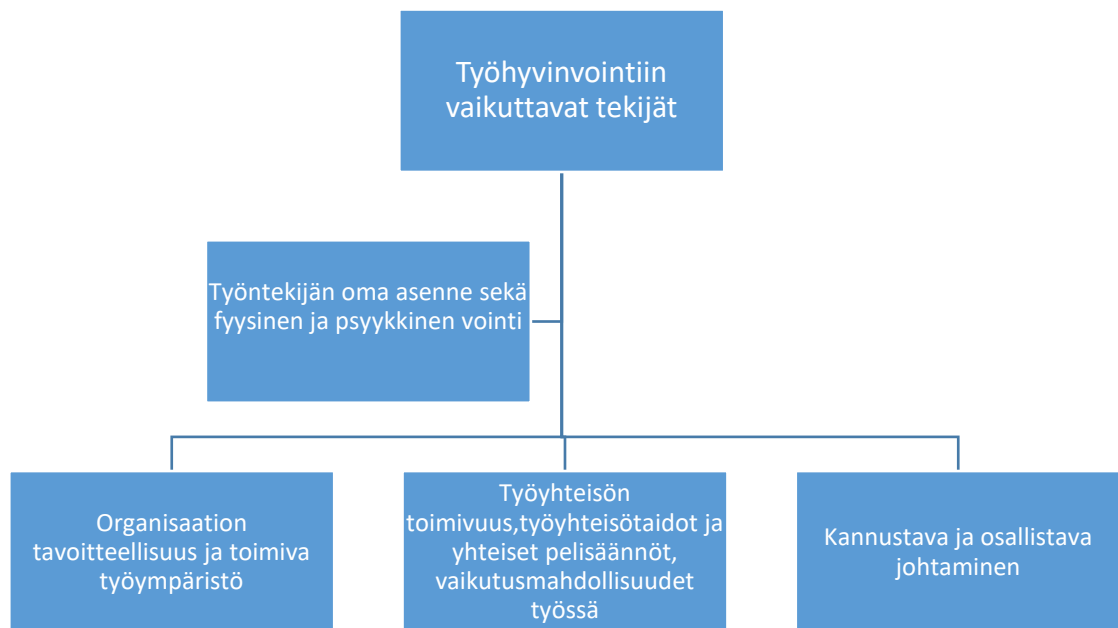 Työhyvinvointiin
vaikuttavat tekijät
Työntekijän oma asenne sekä
fyysinen ja psyykkinen vointi
Organisaation
tavoitteellisuus ja toimiva
työympäristö
Työyhteisön
toimivuus,työyhteisötaidot ja
yhteiset pelisäännöt,
vaikutusmahdollisuudet
työssä
Kannustava ja osallistava
johtaminen